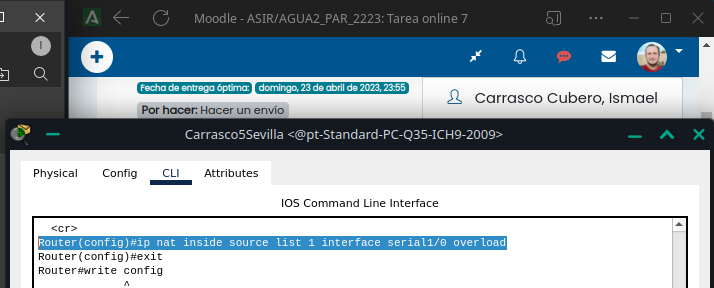 Moodle - ASIR/AGUA2_PAR_2223: Tarea online 7
I
Fecha de entrega óptima: domingo, 23 de abril de 2023, 23:55
Por hacer: Hacer un envío
Carrasco Cubero, Ismael
Carrasco5Sevilla <@pt-Standard-PC-Q35-ICH9-2009>
Physical Config CLI Attributes
IOS Command Line Interface
<cr>
Router(config)#ip nat inside source list 1 interface serial1/0 overload
Router(config)#exit
Router#write config
^